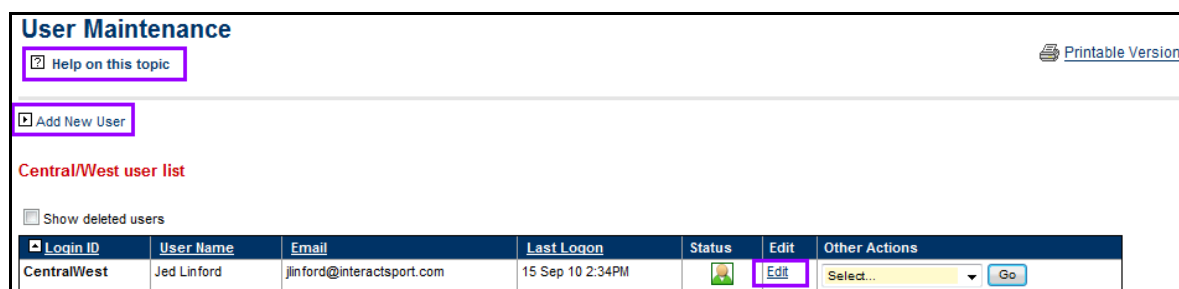 User Maintenance
? Help on this topic
Printable Version
Add New User
Central/West user list
Show deleted users
Login ID User Name Email Last Logon Status Edit Other Actions
CentralWest Jed Linford jlinford@interactsport.com 15 Sep 10 2:34PM Edit Select... Go